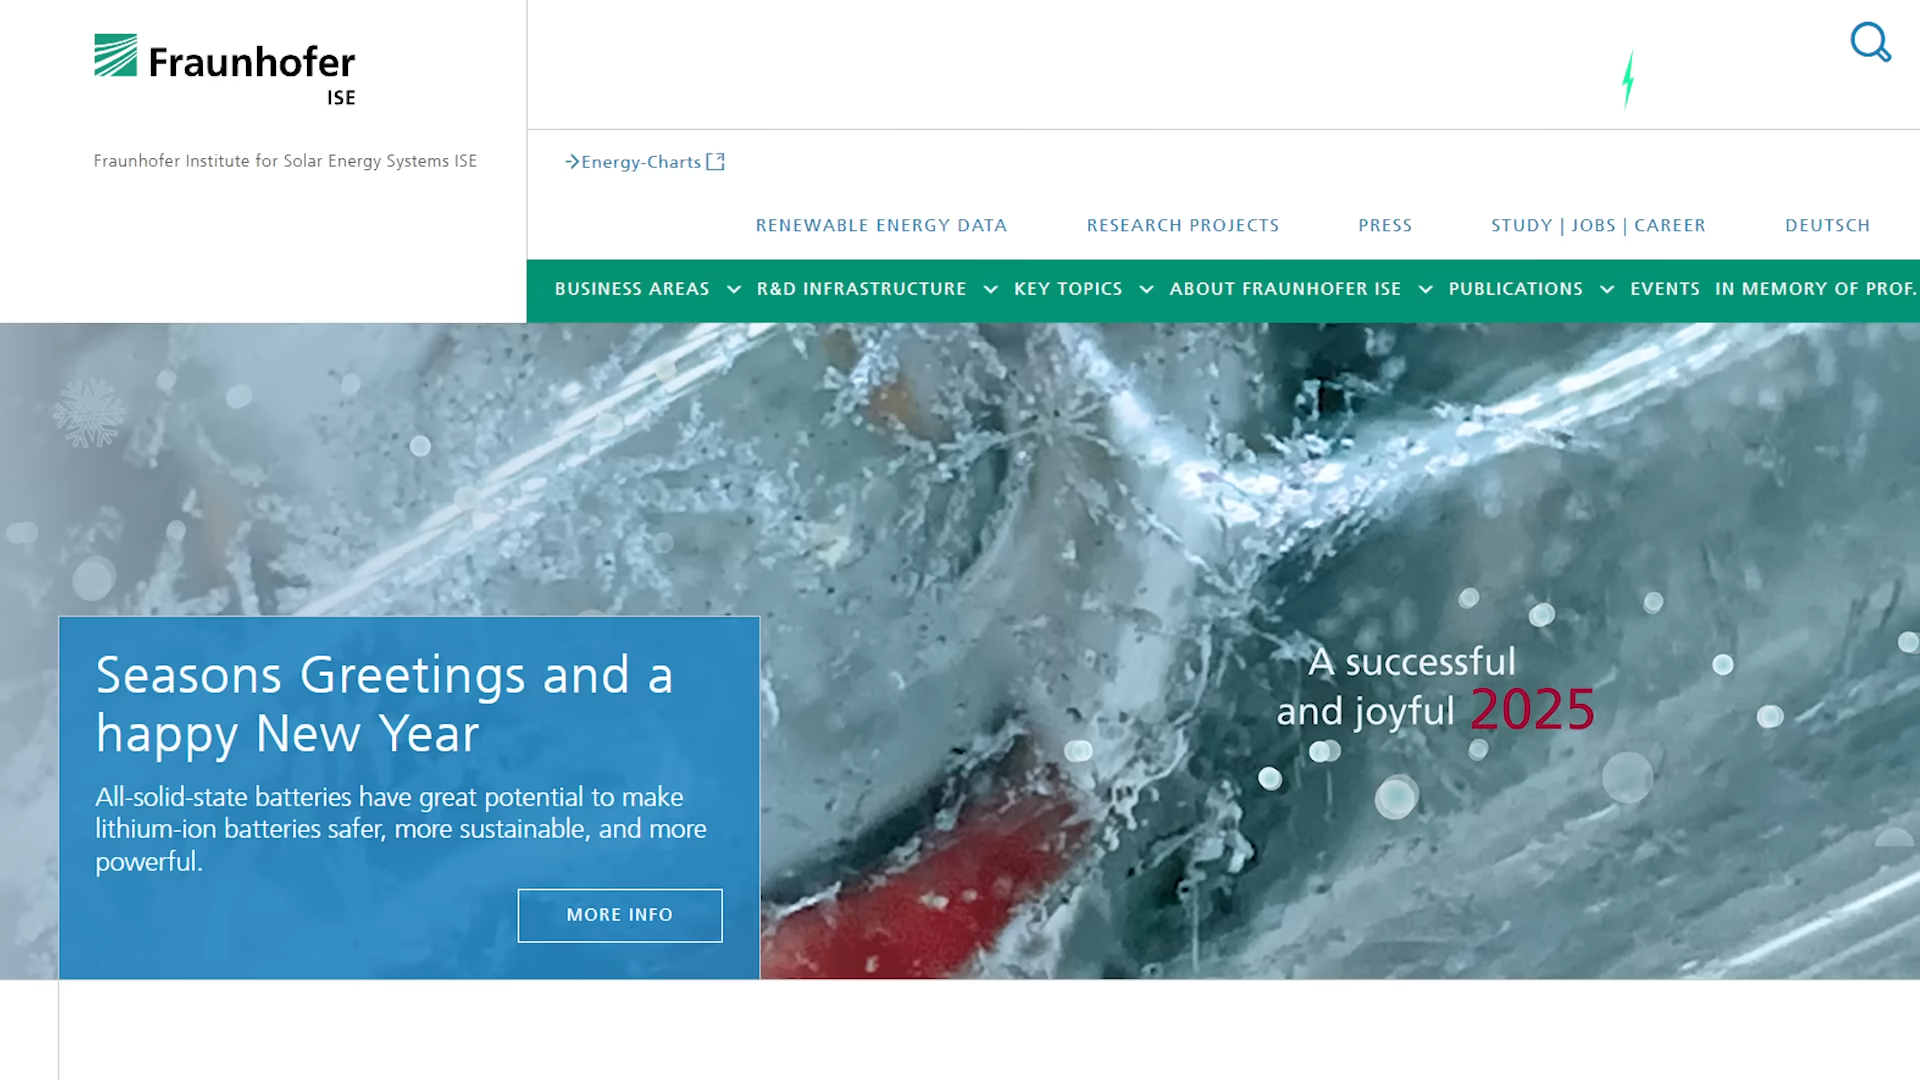 Fraunhofer
ISE
Fraunhofer Institute for Solar Energy Systems ISE
Energy-Charts
RENEWABLE ENERGY DATA RESEARCH PROJECTS PRESS STUDY | JOBS | CAREER DEUTSCH
BUSINESS AREAS R&D INFRASTRUCTURE KEY TOPICS ABOUT FRAUNHOFER ISE PUBLICATIONS EVENTS IN MEMORY OF PROF.
Seasons Greetings and a
happy New Year
All-solid-state batteries have great potential to make
lithium-ion batteries safer, more sustainable, and more
powerful.
MORE INFO
A successful
and joyful 2025